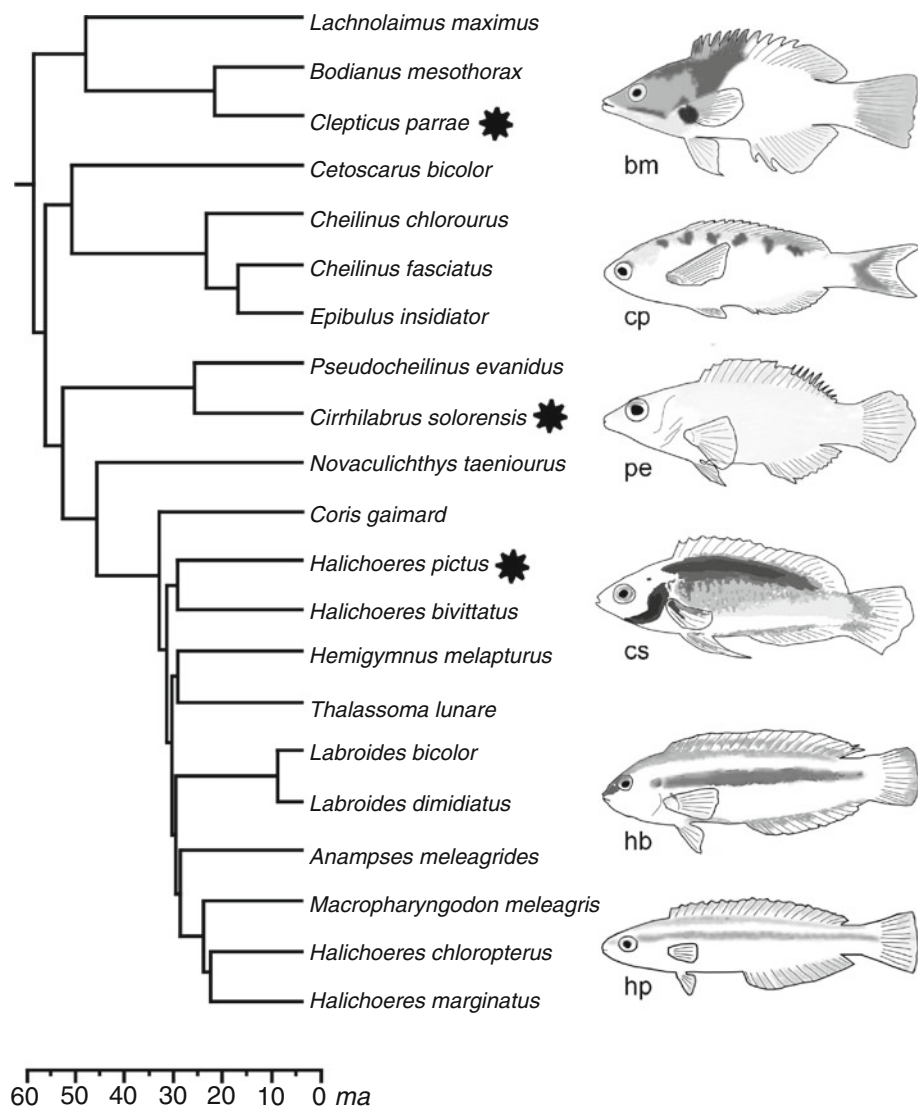 Lachnolaimus maximus
Bodianus mesothorax
Clepticus parrae
Cetoscarus bicolor
Cheilinus chlorourus
Cheilinus fasciatus
Epibulus insidiator
Pseudocheilinus evanidus
Cirrhilabrus solorensis
Novaculichthys taeniourus
Coris gaimard
Halichoeres pictus
Halichoeres bivittatus
Hemigymnus melapturus
Thalassoma lunare
Labroides bicolor
Labroides dimidiatus
Anampses meleagrides
Macropharyngodon meleagris
Halichoeres chloropterus
Halichoeres marginatus
bm
cp
pe
cs
hb
hp
60 50 40 30 20 10 0 ma